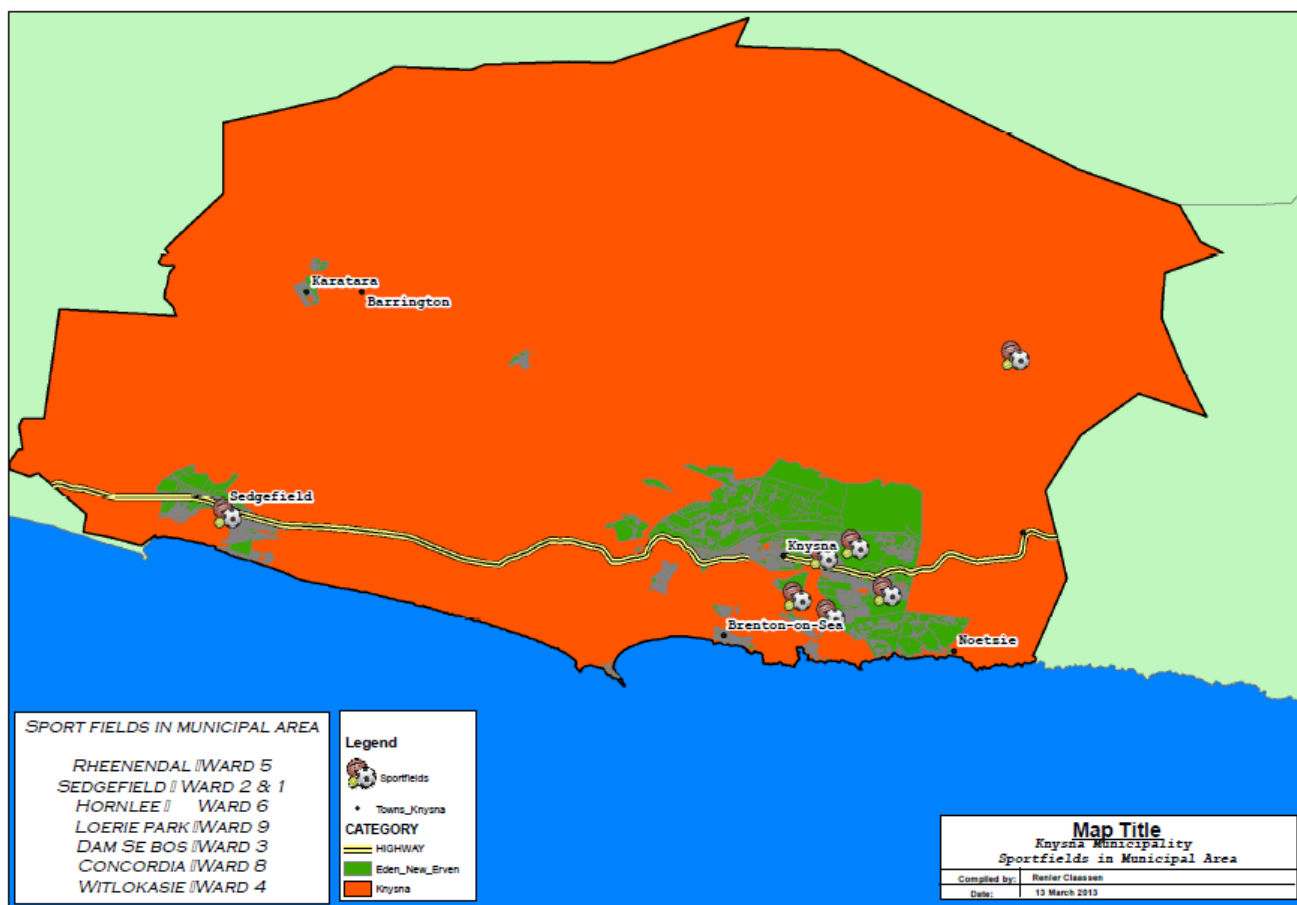 Karatara
Barrington
Sedgefield
Knysna
Brenton-on-Sea
Noetzie
SPORT FIELDS IN MUNICIPAL AREA
RHEENENDAL WARD 5
SEDGEFIELD WARD 2 & 1
HORNLEE WARD 6
LOERIE PARK WARD 9
DAM SE BOS WARD 3
CONCORDIA WARD 8
WITLOKASIE WARD 4
Legend
Sportfields
Towns_Knysna
CATEGORY
HIGHWAY
Eden_New_Erven
Knysna
Map Title
Knysna Municipality
Sportfields in Municipal Area
Compiled by: Renier Claassen
Date: 13 March 2013